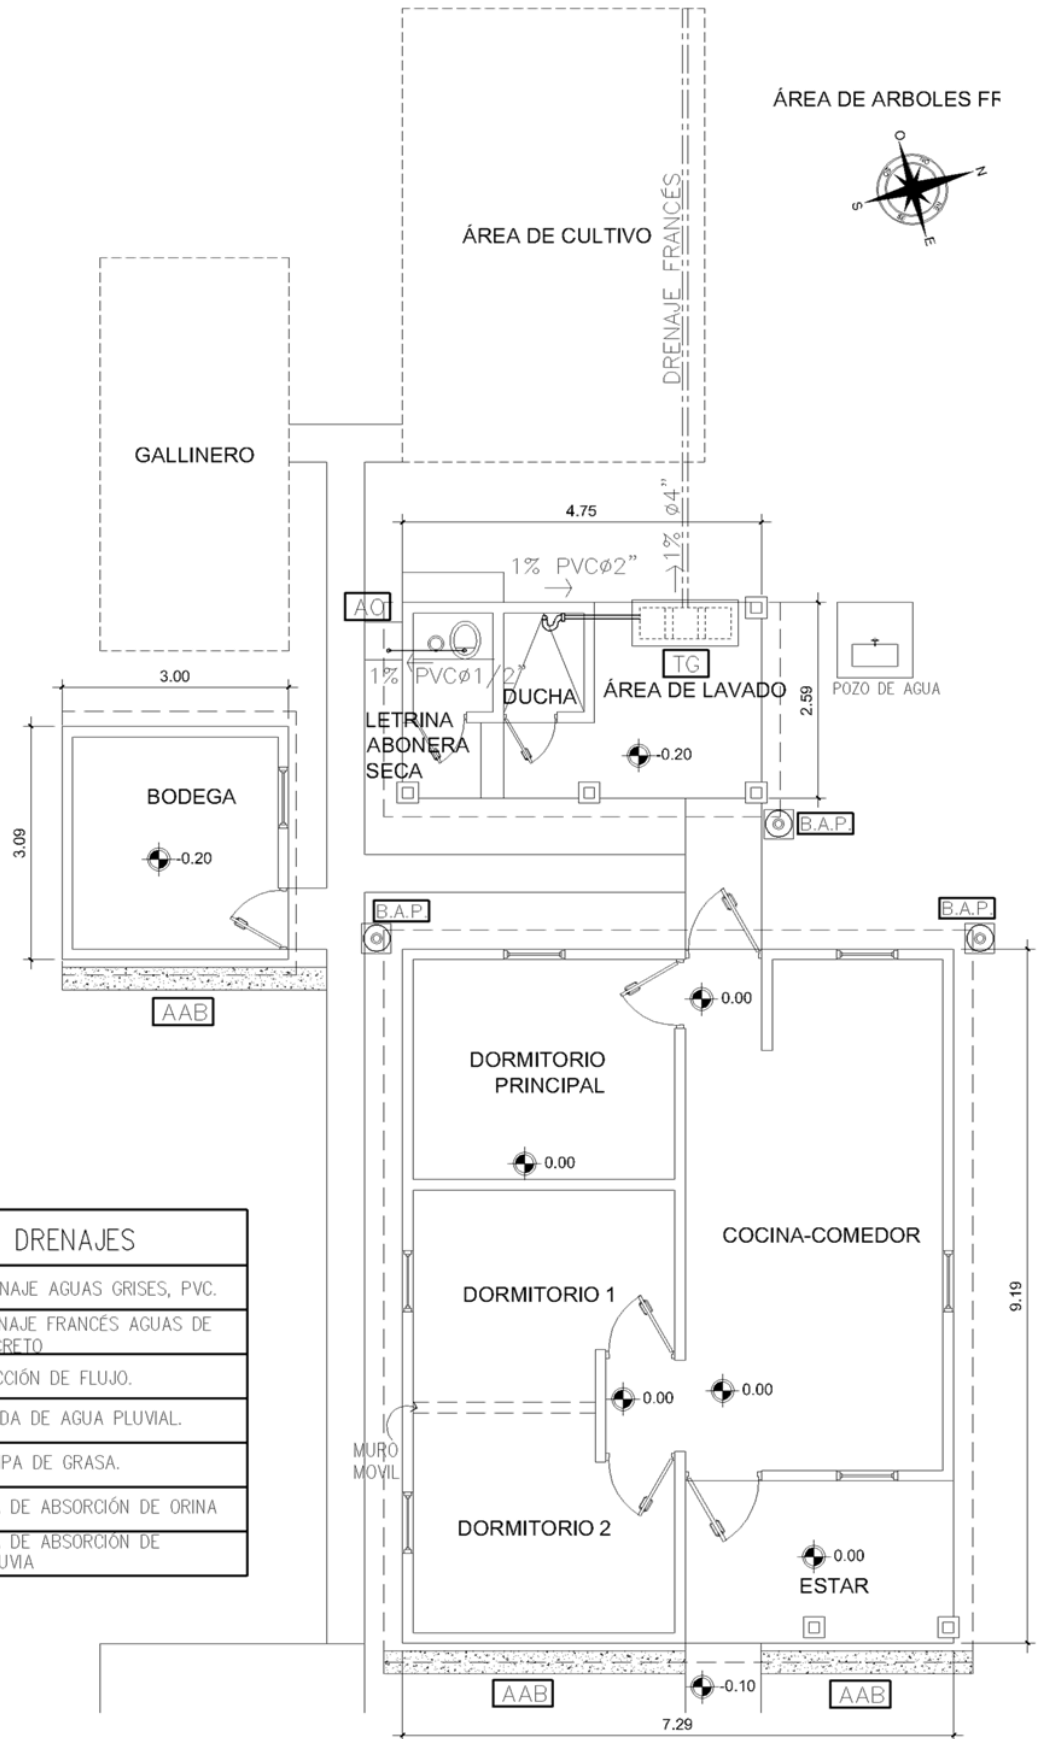 ÁREA DE ARBOLES FR
O
N
S
E
ÁREA DE CULTIVO
DRENAJE FRANCÉS
GALLINERO
4.75
1% PVCø2”
1% ø4”
AO
TG
1% PVCø1/2”
DUCHA
ÁREA DE LAVADO
POZO DE AGUA
2.59
LETRINA
ABONERA
SECA
-0.20
3.00
BODEGA
3.09
-0.20
B.A.P.
B.A.P.
B.A.P.
AAB
0.00
DORMITORIO
PRINCIPAL
0.00
COCINA-COMEDOR
DORMITORIO 1
9.19
0.00
0.00
MURO
MOVIL
DORMITORIO 2
0.00
ESTAR
AAB
-0.10
AAB
7.29
DRENAJES
NAJE AGUAS GRISES, PVC.
NAJE FRANCÉS AGUAS DE
CRETO
CCIÓN DE FLUJO.
DA DE AGUA PLUVIAL.
PA DE GRASA.
DE ABSORCIÓN DE ORINA
DE ABSORCIÓN DE
UVIA